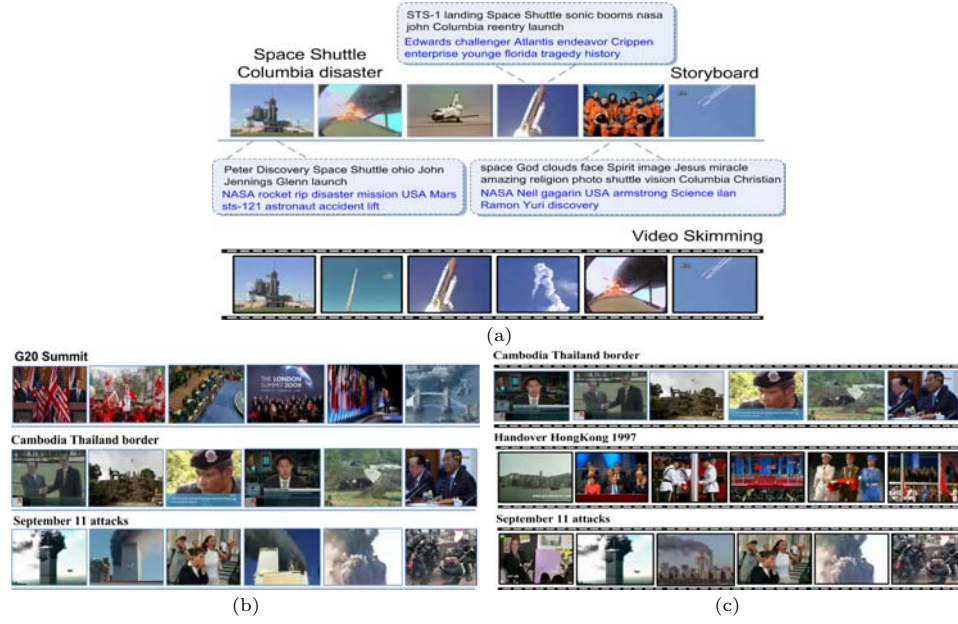 STS-1 landing Space Shuttle sonic booms nasa
john Columbia reentry launch
Edwards challenger Atlantis endeavor Crippen
enterprise younge florida tragedy history
Space Shuttle
Columbia disaster
Storyboard
Peter Discovery Space Shuttle ohio John
Jennings Glenn launch
NASA rocket rip disaster mission USA Mars
sts-121 astronaut accident lift
space God clouds face Spirit image Jesus miracle
amazing religion photo shuttle vision Columbia Christian
NASA Neil gagarin USA armstrong Science ilan
Ramon Yuri discovery
Video Skimming
(a)
G20 Summit
THE LONDON
SUMMIT 2009
Cambodia Thailand border
September 11 attacks
(b)
Cambodia Thailand border
Handover HongKong 1997
September 11 attacks
(c)